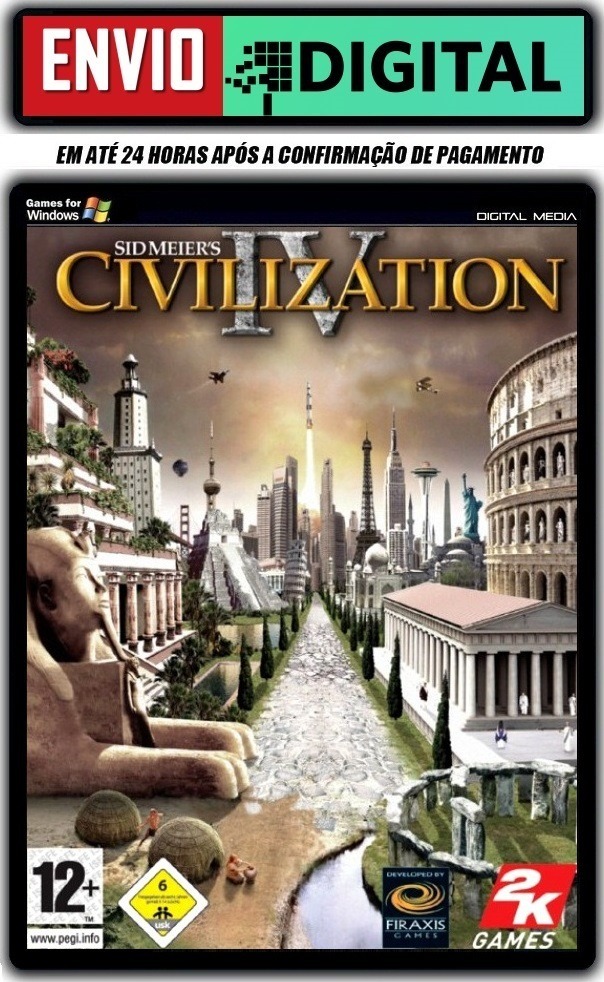 ENVIO DIGITAL
EM ATÉ 24 HORAS APÓS A CONFIRMAÇÃO DE PAGAMENTO
Games for
Windows
DIGITAL MEDIA
SID MEIER'S
CIVILIZATION
IV
12+
TM
www.pegi.info
6
usk
DEVELOPED BY
FIRAXIS
GAMES
2K
GAMES